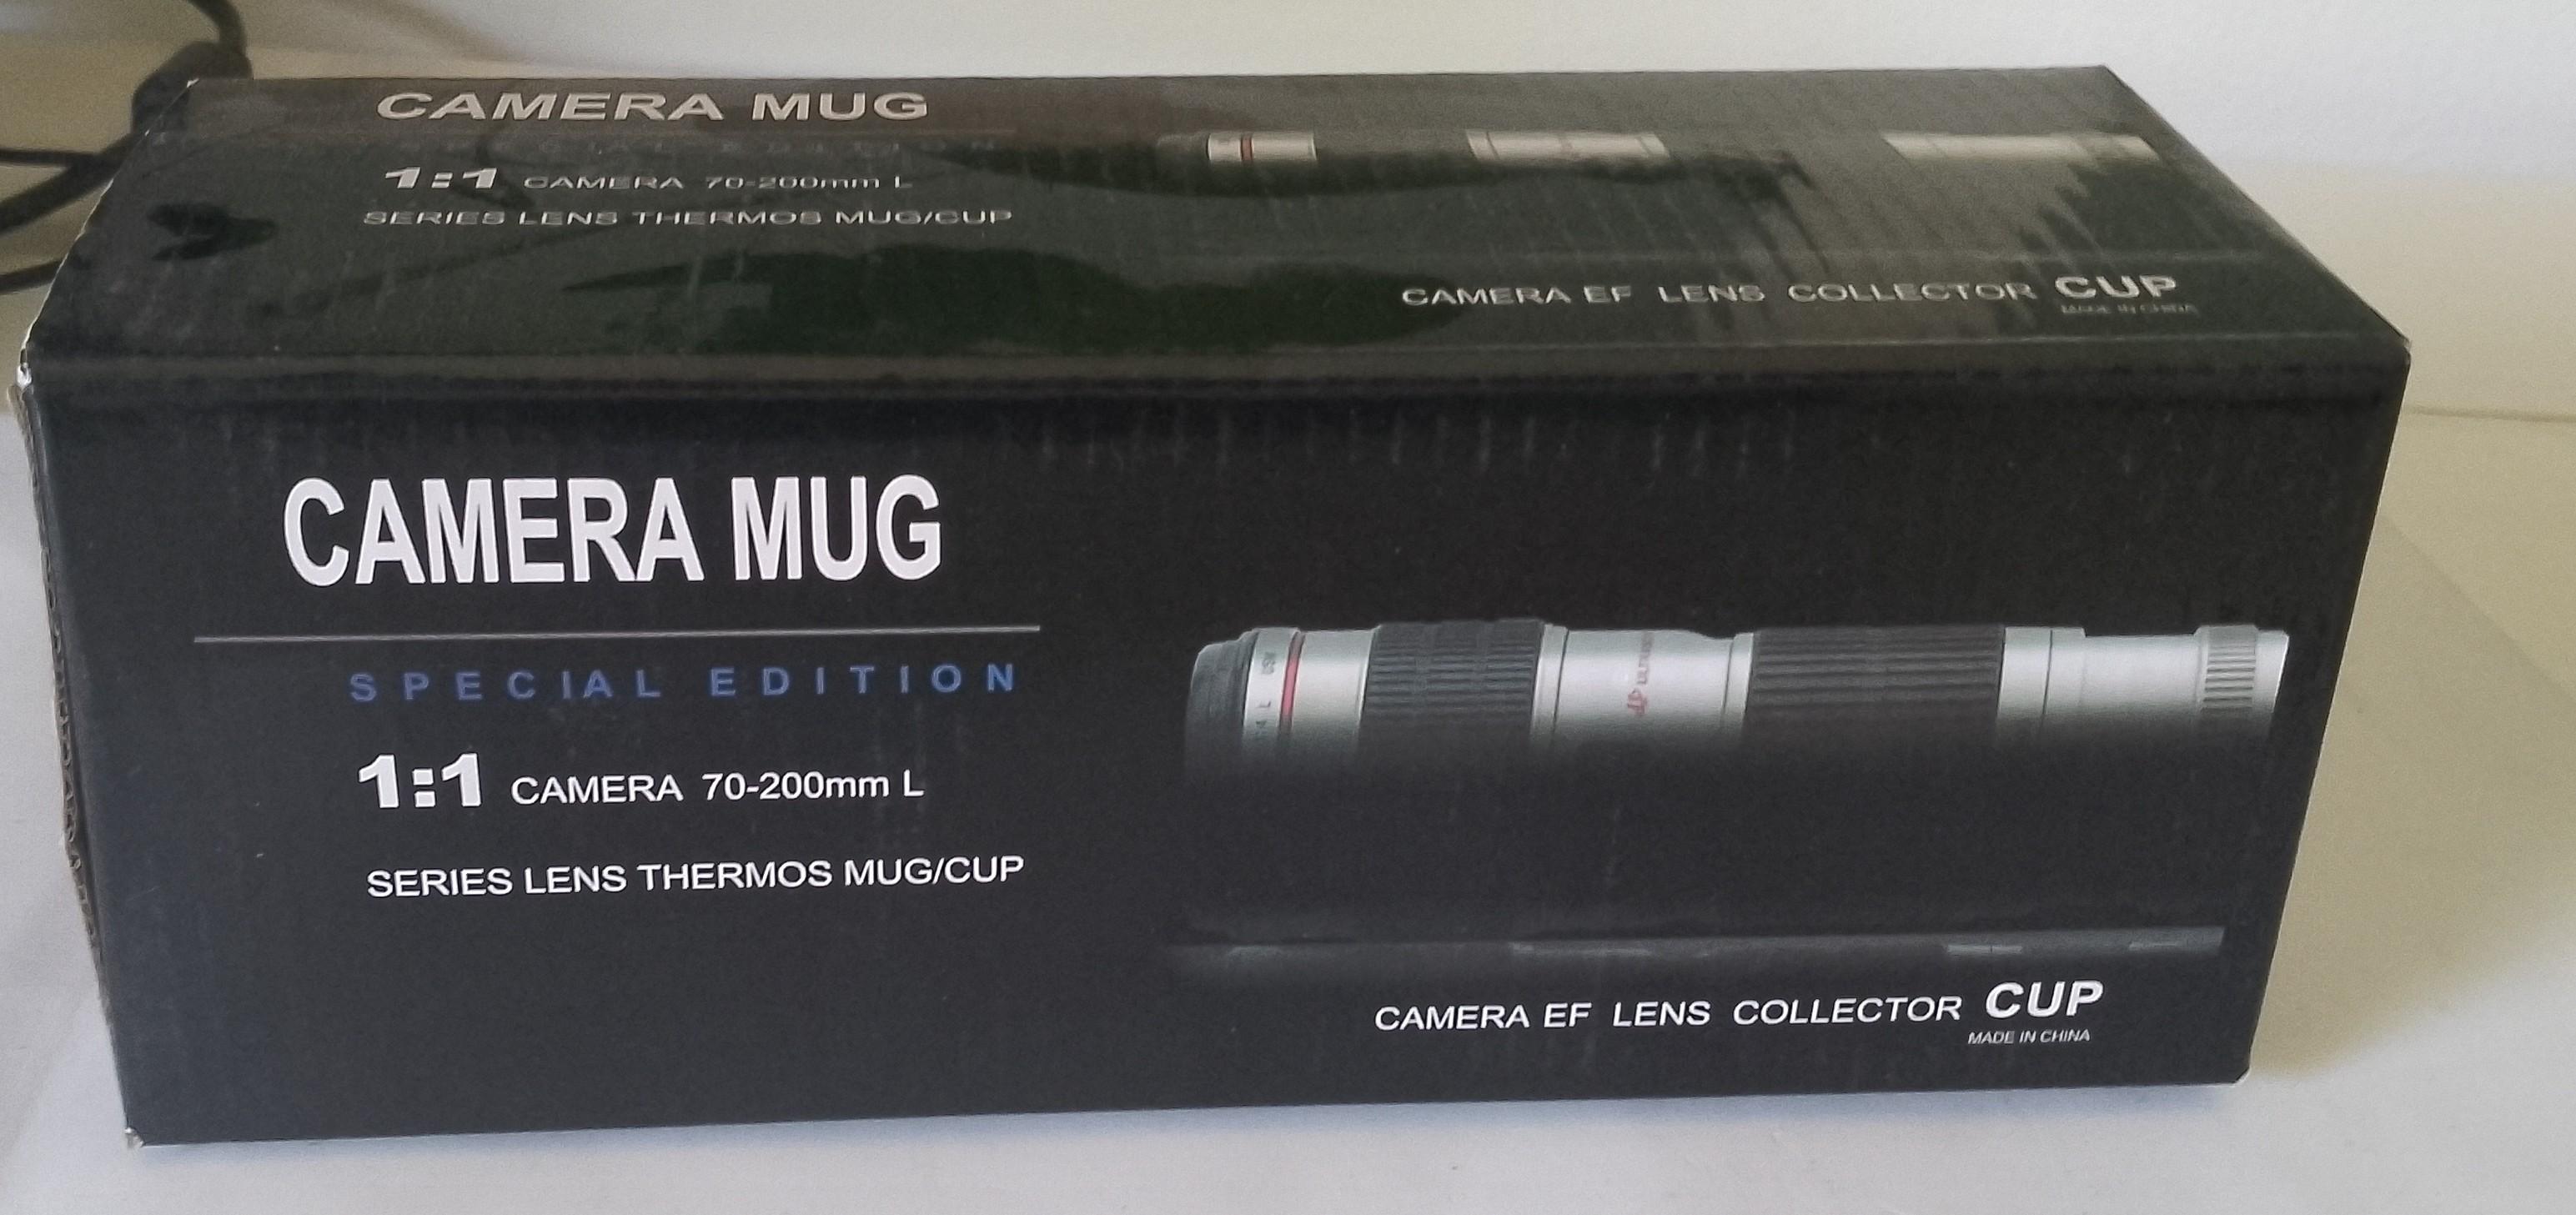 CAMERA MUG
SPECIAL EDITION
1:1 CAMERA 70-200mm L
SERIES LENS THERMOS MUG/CUP
CAMERA EF LENS COLLECTOR CUP
MADE IN CHINA
CAMERA MUG
SPECIAL EDITION
1:1 CAMERA 70-200mm L
SERIES LENS THERMOS MUG/CUP
L USM
CAMERA EF LENS COLLECTOR CUP
MADE IN CHINA